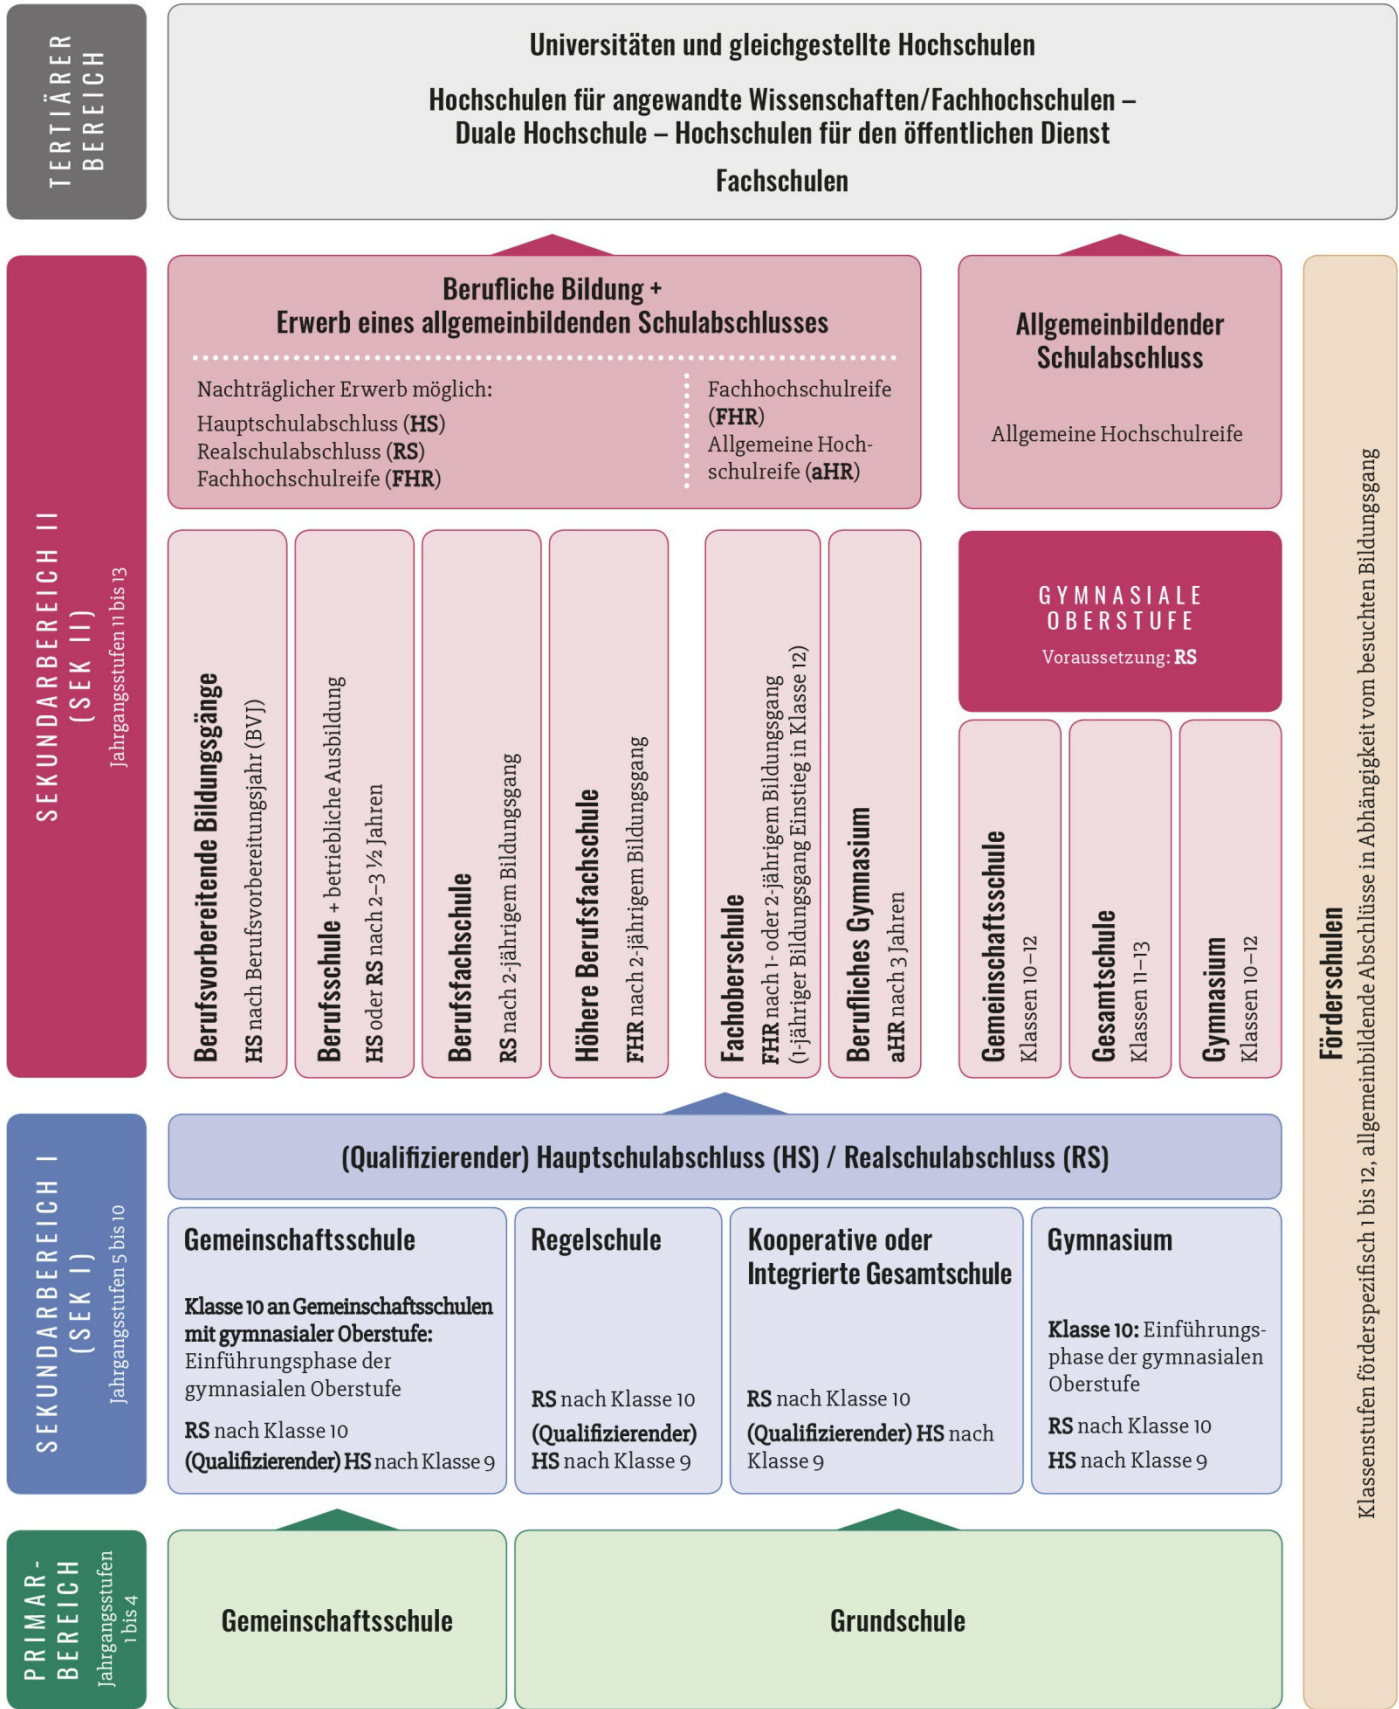 TERTIÄRER
BEREICH
Universitäten und gleichgestellte Hochschulen
Hochschulen für angewandte Wissenschaften/Fachhochschulen –
Duale Hochschule – Hochschulen für den öffentlichen Dienst
Fachschulen
SEKUNDARBEREICH II
(SEK II)
Jahrgangsstufen 11 bis 13
Berufliche Bildung +
Erwerb eines allgemeinbildenden Schulabschlusses
Nachträglicher Erwerb möglich:
Hauptschulabschluss (HS)
Realschulabschluss (RS)
Fachhochschulreife (FHR)
Fachhochschulreife
(FHR)
Allgemeine Hoch-
schulreife (aHR)
Allgemeinbildender
Schulabschluss
Allgemeine Hochschulreife
Berufsvorbereitende Bildungsgänge
HS nach Berufsvorbereitungsjahr (BVJ)
Berufsschule + betriebliche Ausbildung
HS oder RS nach 2–3 ½ Jahren
Berufsfachschule
RS nach 2-jährigem Bildungsgang
Höhere Berufsfachschule
FHR nach 2-jährigem Bildungsgang
Fachoberschule
FHR nach 1- oder 2-jährigem Bildungsgang
(1-jähriger Bildungsgang Einstieg in Klasse 12)
Berufliches Gymnasium
aHR nach 3 Jahren
GYMNASIALE
OBERSTUFE
Voraussetzung: RS
Gemeinschaftsschule
Klassen 10–12
Gesamtschule
Klassen 11–13
Gymnasium
Klassen 10–12
Förderschulen
Klassenstufen förderspezifisch 1 bis 12, allgemeinbildende Abschlüsse in Abhängigkeit vom besuchten Bildungsgang
SEKUNDARBEREICH I
(SEK I)
Jahrgangsstufen 5 bis 10
(Qualifizierender) Hauptschulabschluss (HS) / Realschulabschluss (RS)
Gemeinschaftsschule
Klasse 10 an Gemeinschaftsschulen
mit gymnasialer Oberstufe:
Einführungsphase der
gymnasialen Oberstufe
RS nach Klasse 10
(Qualifizierender) HS nach Klasse 9
Regelschule
RS nach Klasse 10
(Qualifizierender)
HS nach Klasse 9
Kooperative oder
Integrierte Gesamtschule
RS nach Klasse 10
(Qualifizierender) HS nach
Klasse 9
Gymnasium
Klasse 10: Einführungs-
phase der gymnasialen
Oberstufe
RS nach Klasse 10
HS nach Klasse 9
PRIMAR-
BEREICH
Jahrgangsstufen
1 bis 4
Gemeinschaftsschule
Grundschule